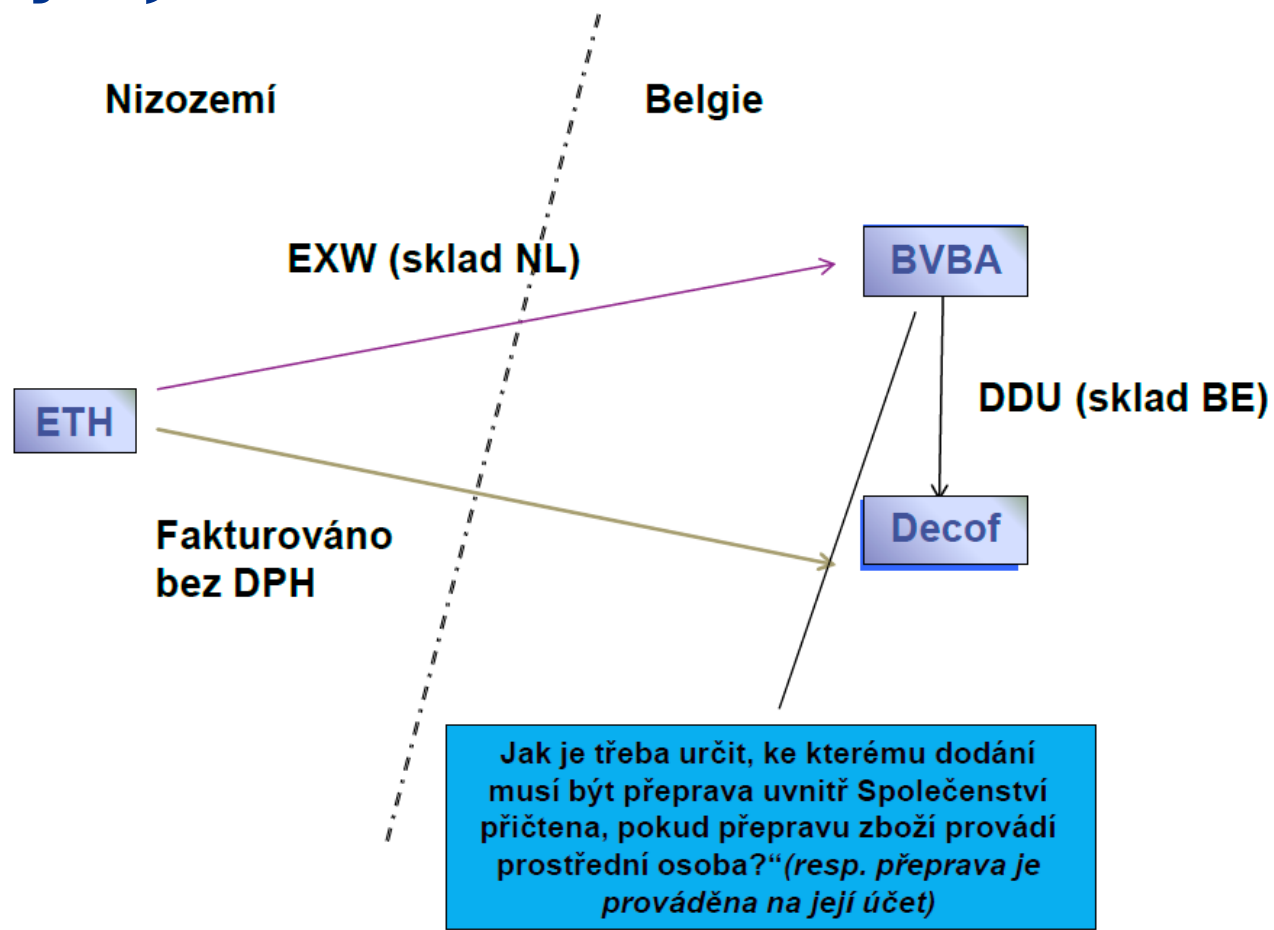 Nizozemí
Belgie
EXW (sklad NL)
BVBA
ETH
DDU (sklad BE)
Fakturováno
bez DPH
Decof
Jak je třeba určit, ke kterému dodání
musí být přeprava uvnitř Společenství
přičtena, pokud přepravu zboží provádí
prostřední osoba?“(resp. přeprava je
prováděna na její účet)